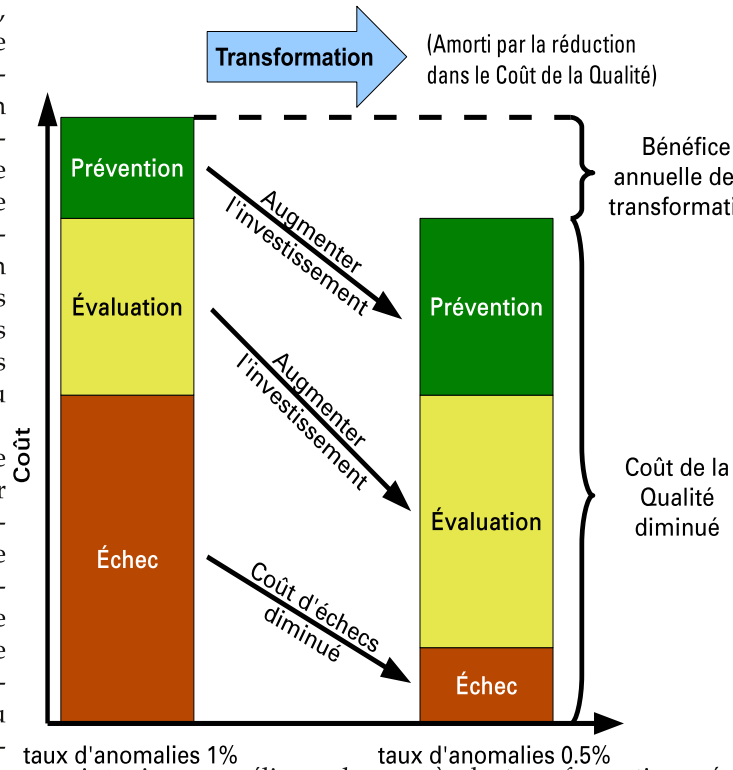 Transformation
(Amorti par la réduction
dans le Coût de la Qualité)
Prévention
Évaluation
Échec
Augmenter
l'investissement
Augmenter
l'investissement
Coût d'échecs
diminué
Prévention
Évaluation
Échec
Bénéfice
annuelle de
Coût de la
Qualité
diminué
Coût
taux d'anomalies 1%
taux d'anomalies 0.5%